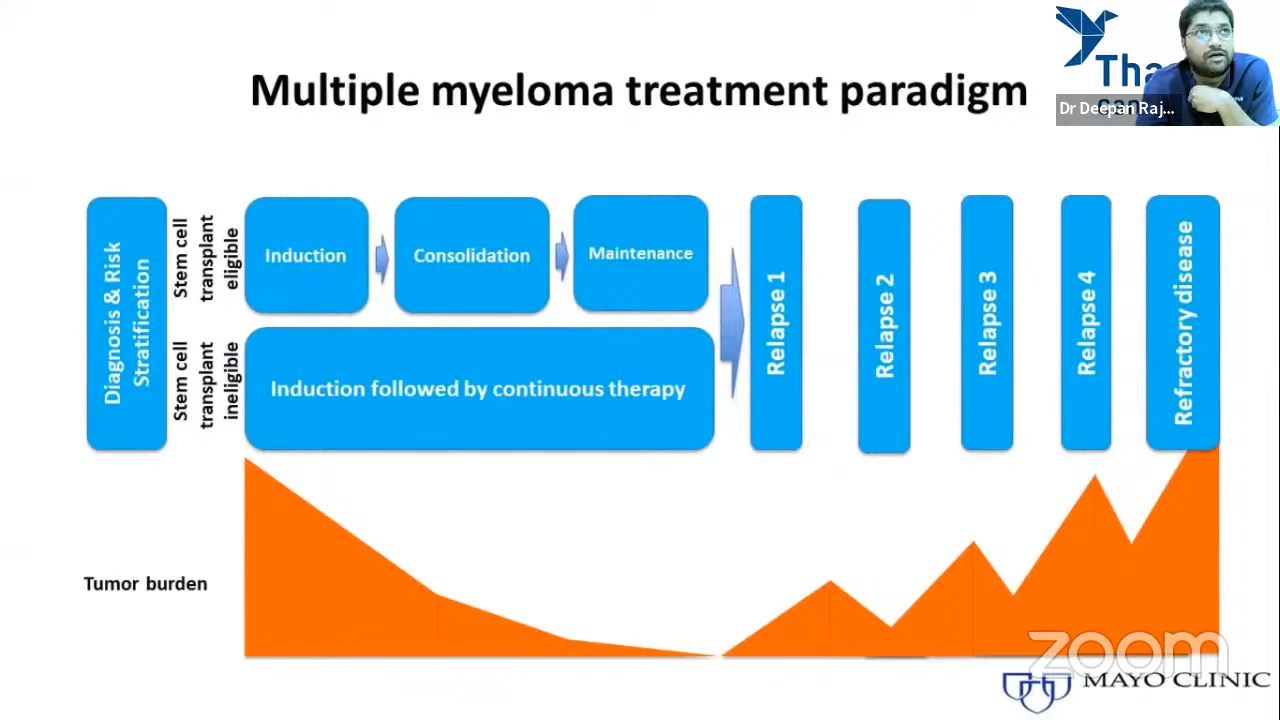 Multiple myeloma treatment paradigm
Tha
can
Dr Deepan Raj...
Diagnosis & Risk
Stratification
Stem cell
transplant
eligible
Induction
Consolidation
Maintenance
Stem cell
transplant
ineligible
Induction followed by continuous therapy
Relapse 1
Relapse 2
Relapse 3
Relapse 4
Refractory disease
Tumor burden
zoom
MAYO CLINIC